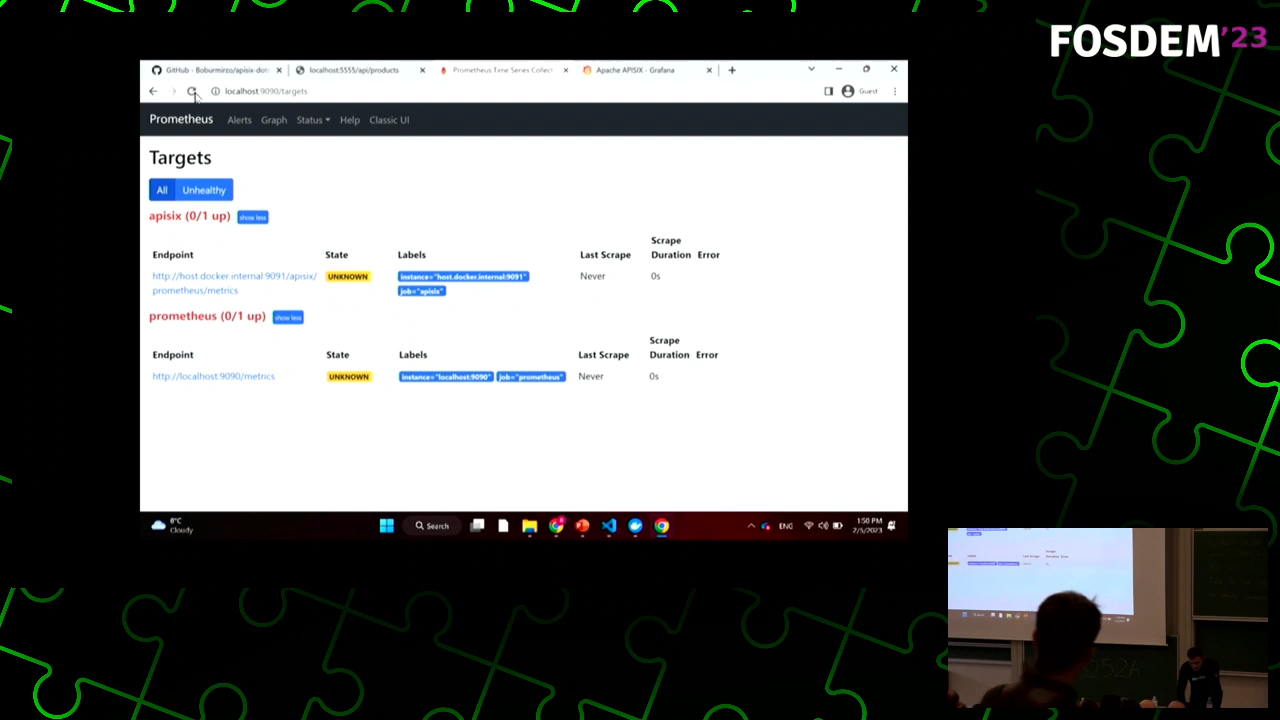 FOSDEM'23
GitHub - Boburmirzo/apisix-dotn
localhost:5555/api/products
Prometheus Time Series Collect
Apache APISIX - Grafana
localhost:9090/targets
Guest
Prometheus Alerts Graph Status Help Classic UI
Targets
All Unhealthy
apisix (0/1 up) show less
Endpoint State Labels Last Scrape Scrape Duration Error
http://host.docker.internal:9091/apisix/
prometheus/metrics
UNKNOWN
instance="host.docker.internal:9091"
job="apisix"
Never 0s
prometheus (0/1 up) show less
Endpoint State Labels Last Scrape Scrape Duration Error
http://localhost:9090/metrics UNKNOWN instance="localhost:9090" job="prometheus" Never 0s
6°C
Cloudy
Search
ENG
1:50 PM
2/5/2023